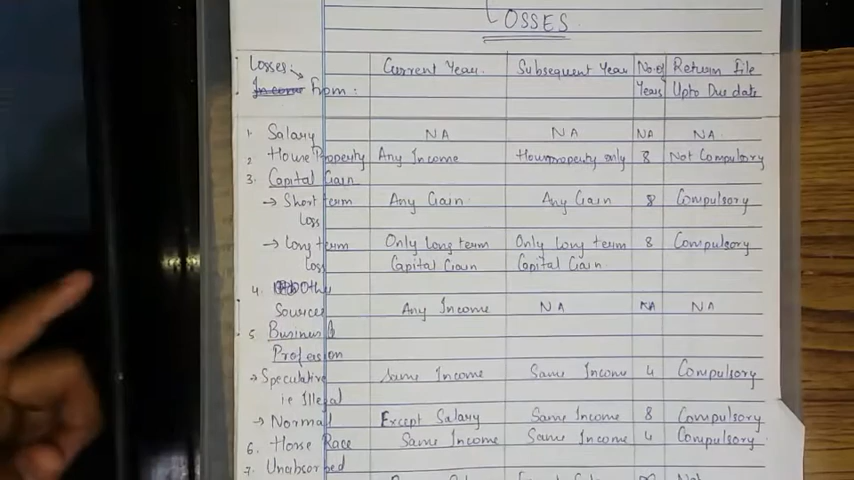 LOSSES
Losses: Current Year. Subsequent Year No. of Return File
From: Years Upto Due date
1. Salary NA NA NA NA
2. House Property Any Income House property only 8 Not Compulsory
3. Capital Gain
→ Short term Any Gain Any Gain 8 Compulsory
Loss
→ Long term Only Long term Only Long term 8 Compulsory
Loss Capital Gain Capital Gain
4. Other
Sources Any Income NA NA NA
5 Business &
Profession
→ Speculative Same Income Same Income 4 Compulsory
ie Illegal
→ Normal Except Salary Same Income 8 Compulsory
6. Horse Race Same Income Same Income 4 Compulsory
7. Unabsorbed